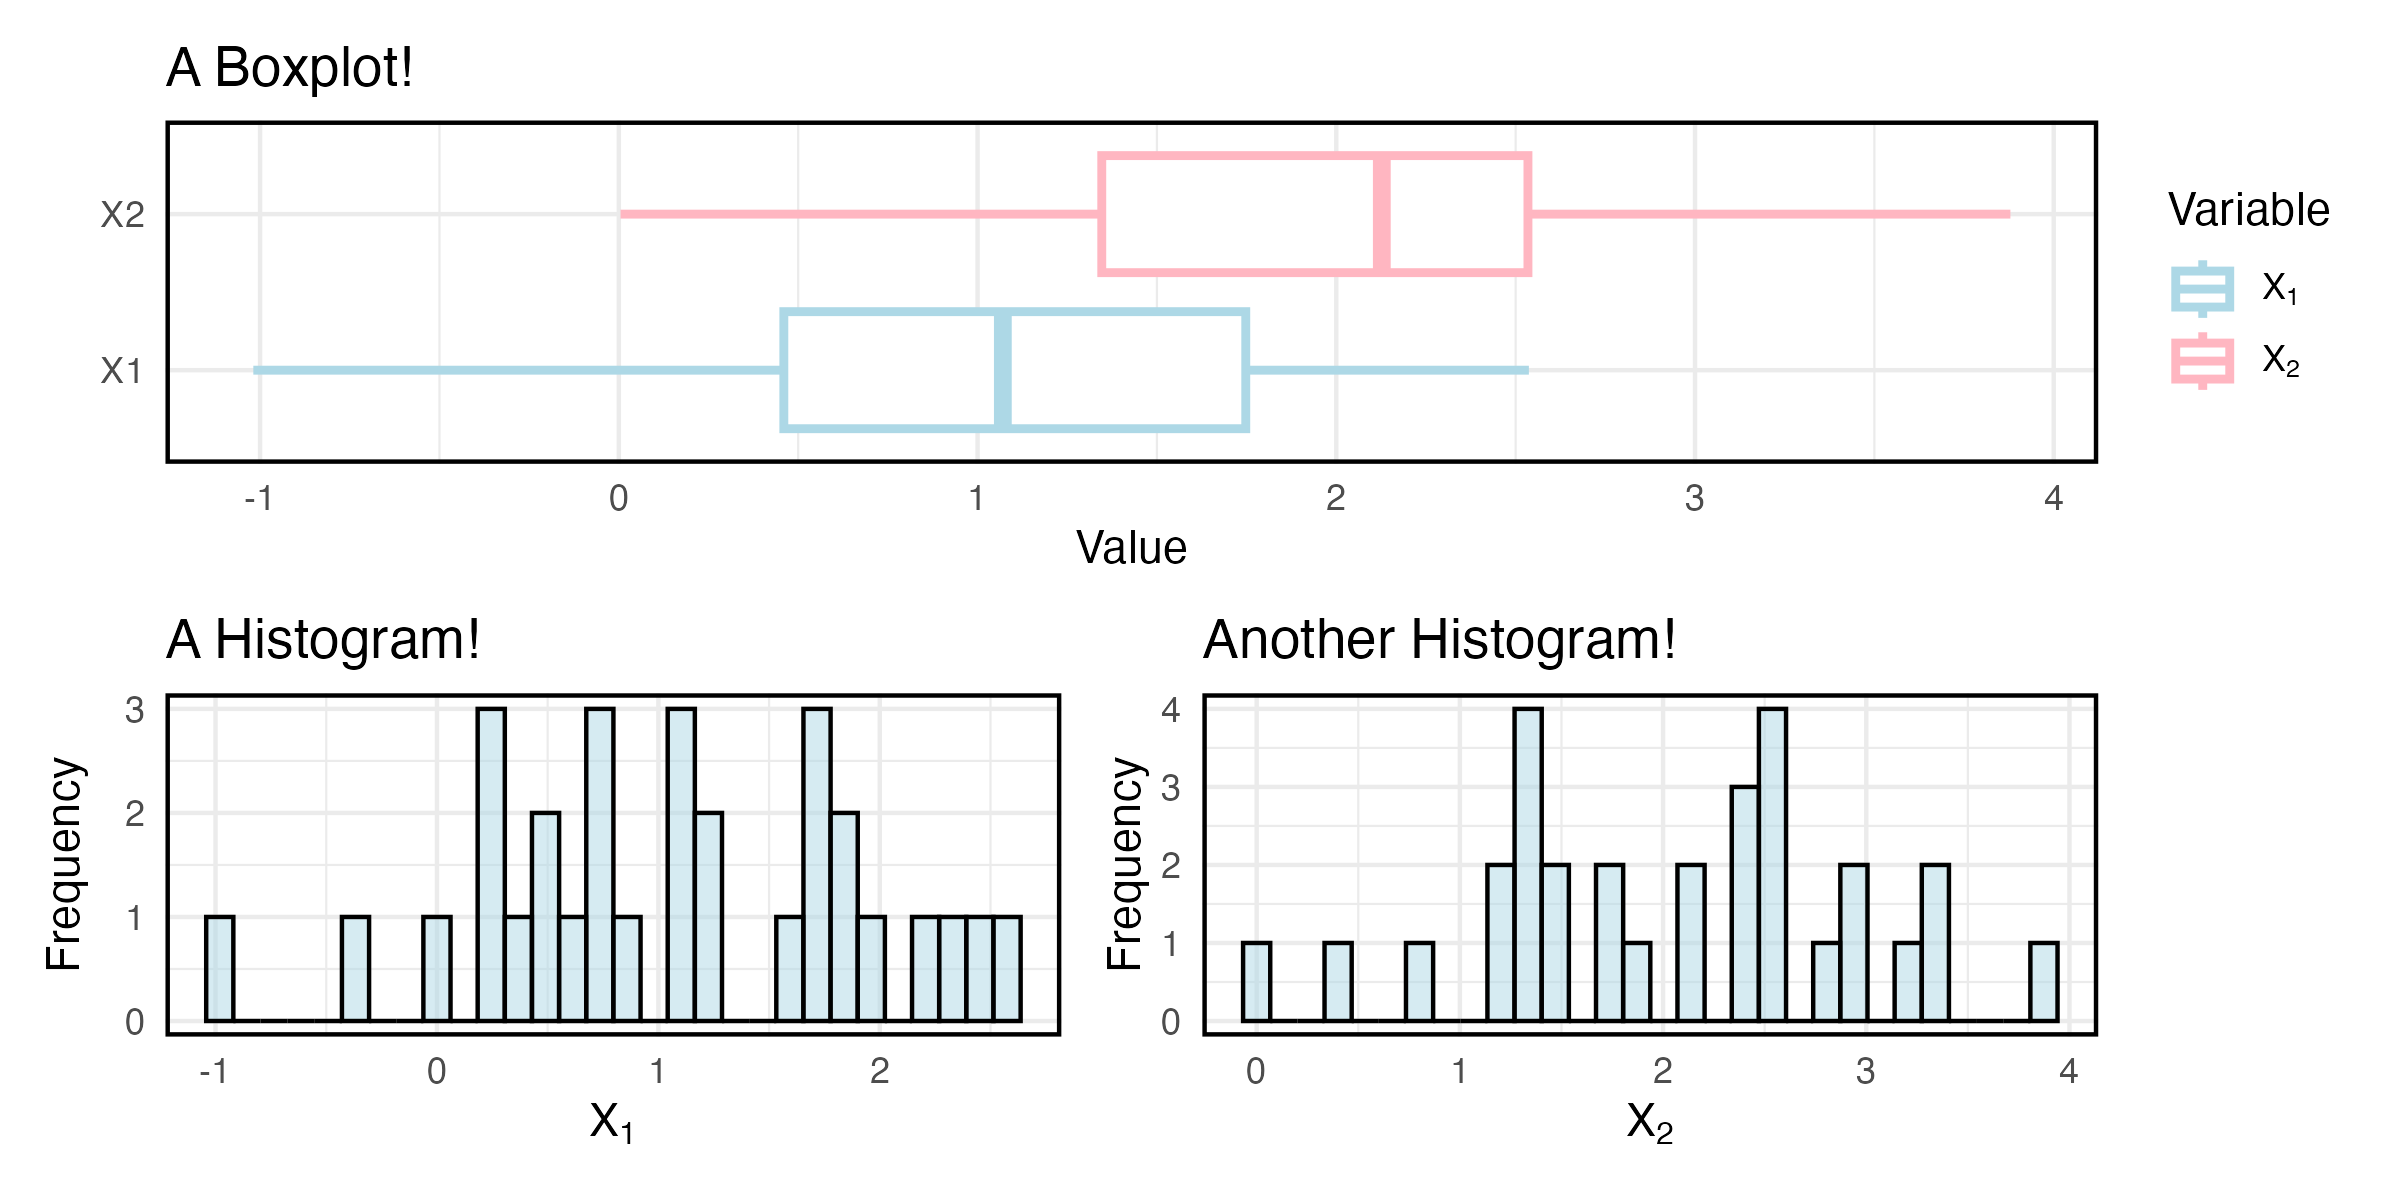 A Boxplot!
X2
X1
-1 0 1 2 3 4
Value
Variable
X₁
X₂
A Histogram!
Frequency
3
2
1
0
-1 0 1 2
X₁
Another Histogram!
Frequency
4
3
2
1
0
0 1 2 3 4
X₂